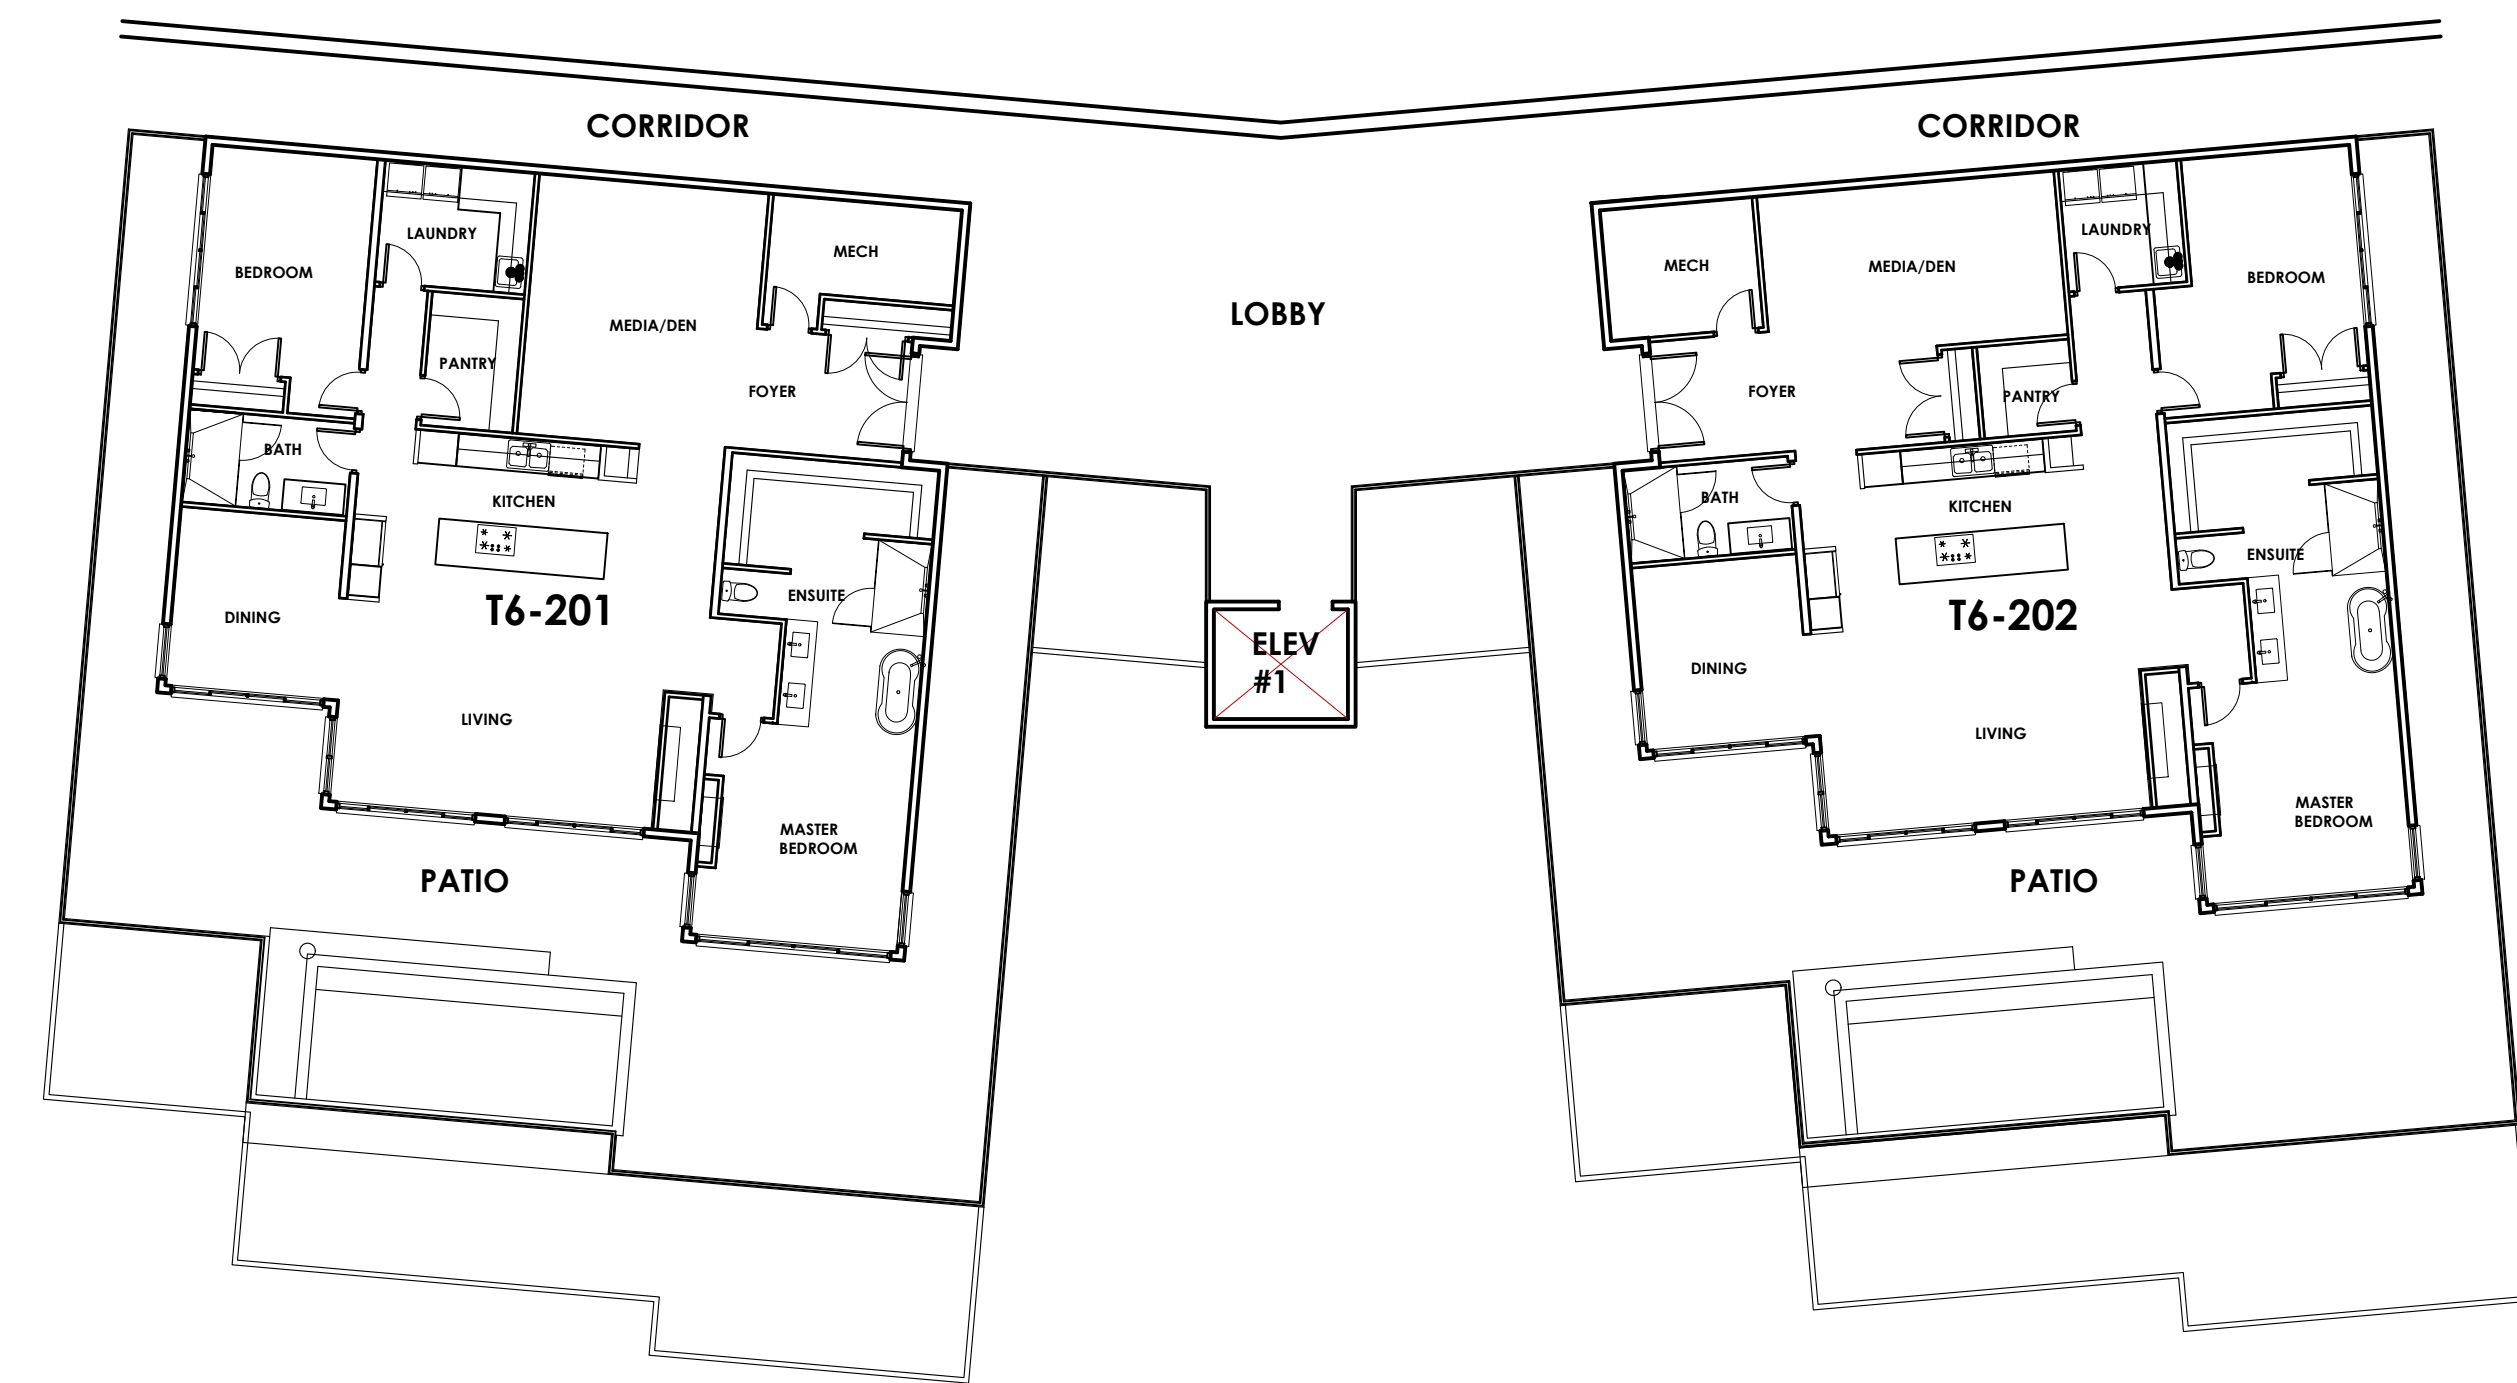 CORRIDOR
CORRIDOR
LAUNDRY
MECH
BEDROOM
MEDIA/DEN
PANTRY
FOYER
BATH
KITCHEN
ENSUITE
T6-201
DINING
LIVING
MASTER
BEDROOM
PATIO
LOBBY
ELEV
#1
LAUNDRY
MECH
MEDIA/DEN
BEDROOM
FOYER
PANTRY
BATH
KITCHEN
ENSUITE
T6-202
DINING
LIVING
MASTER
BEDROOM
PATIO